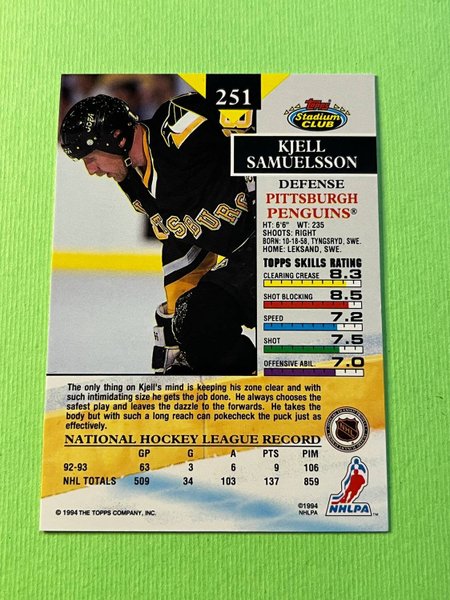 251
Topps
Stadium
CLUB
JOFA
KJELL
SAMUELSSON
DEFENSE
PITTSBURGH
PENGUINS®
HT: 6'6" WT: 235
SHOOTS: RIGHT
BORN: 10-18-58, TYNGSRYD, SWE.
HOME: LEKSAND, SWE.
TOPPS SKILLS RATING
CLEARING CREASE 8.3
SHOT BLOCKING 8.5
SPEED 7.2
SHOT 7.5
OFFENSIVE ABIL. 7.0
The only thing on Kjell's mind is keeping his zone clear and with
such intimidating size he gets the job done. He always chooses the
safest play and leaves the dazzle to the forwards. He takes the
body but with such a long reach can pokecheck the puck just as
effectively.
NATIONAL HOCKEY LEAGUE RECORD
GP G A PTS PIM
92-93 63 3 6 9 106
NHL TOTALS 509 34 103 137 859
NHL
NHLPA™
© 1994 THE TOPPS COMPANY, INC.
©1994
NHLPA